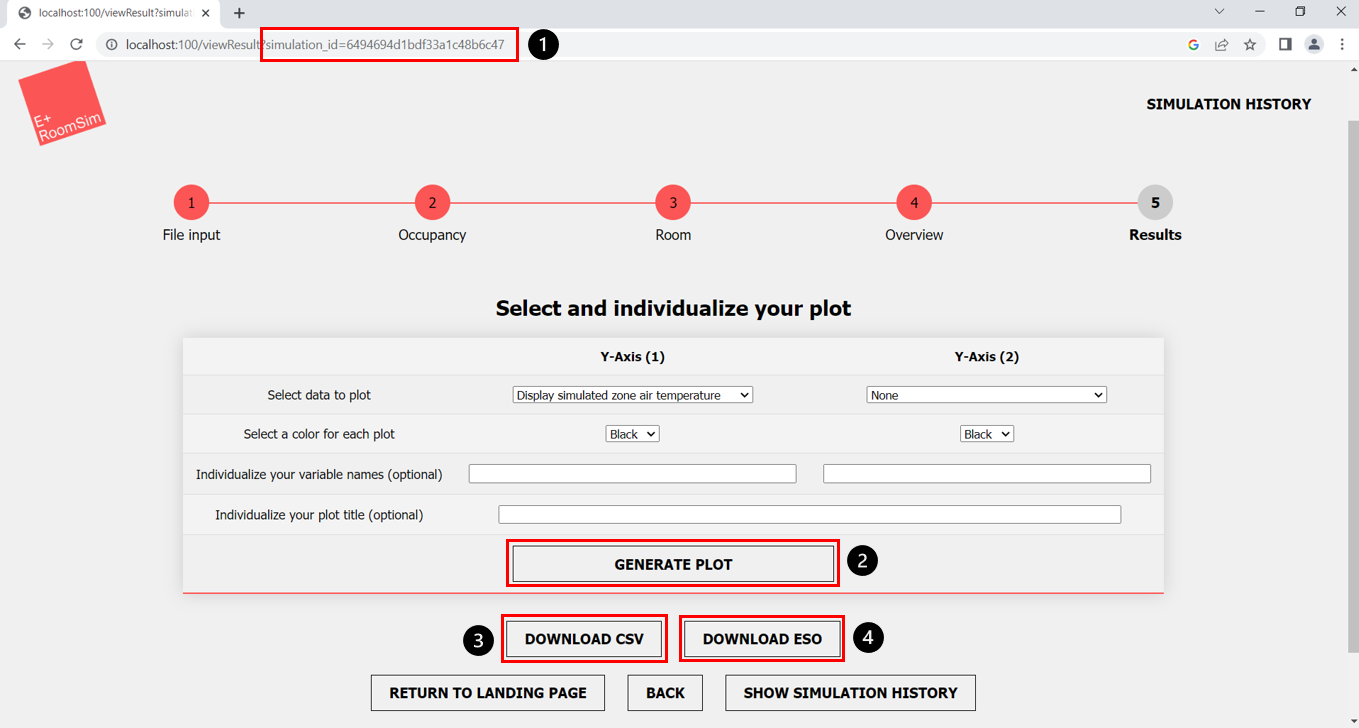 localhost:100/viewResult?simulat
localhost:100/viewResult?simulation_id=6494694d1bdf33a1c48b6c47
1
E+
RoomSim
SIMULATION HISTORY
1 2 3 4 5
File input Occupancy Room Overview Results
Select and individualize your plot
Y-Axis (1) Y-Axis (2)
Select data to plot Display simulated zone air temperature None
Select a color for each plot Black Black
Individualize your variable names (optional)
Individualize your plot title (optional)
GENERATE PLOT 2
3 DOWNLOAD CSV DOWNLOAD ESO 4
RETURN TO LANDING PAGE BACK SHOW SIMULATION HISTORY